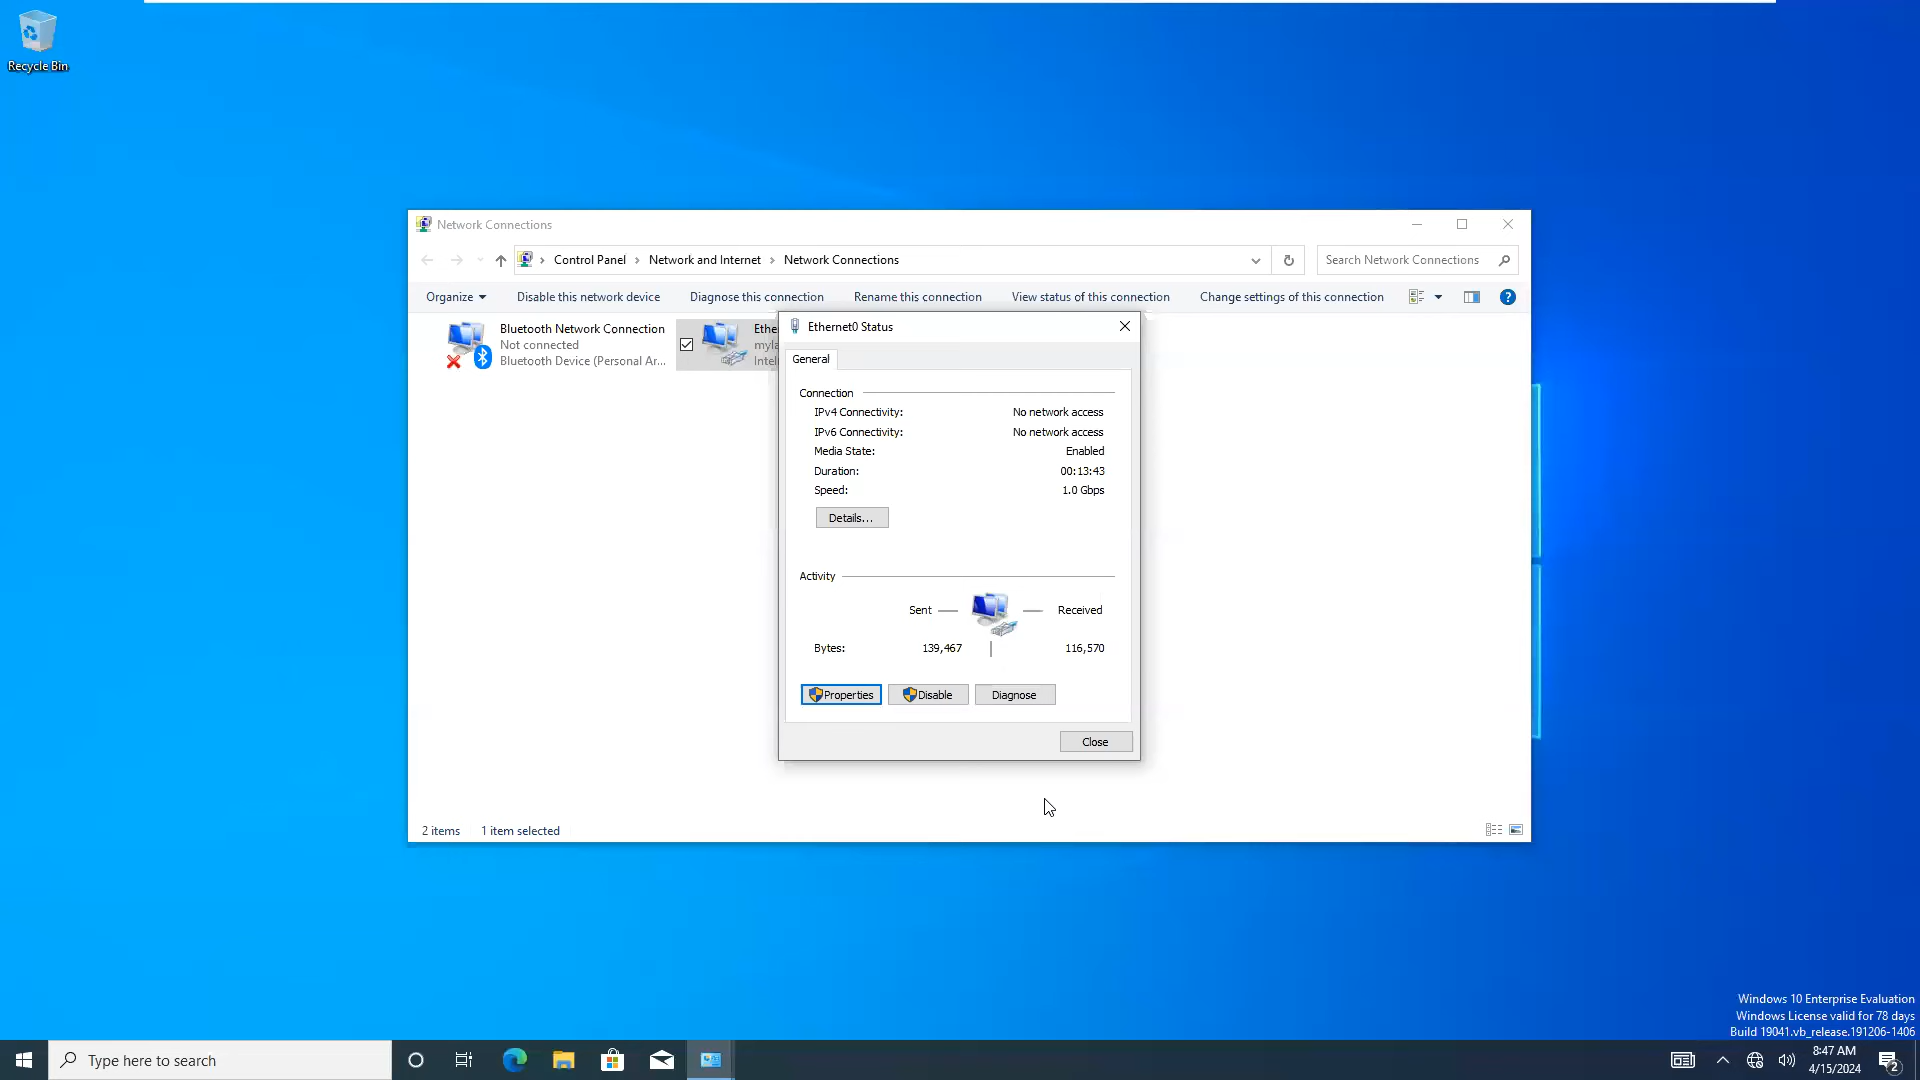 Recycle Bin
Network Connections
Control Panel > Network and Internet > Network Connections
Search Network Connections
Organize
Disable this network device
Diagnose this connection
Rename this connection
View status of this connection
Change settings of this connection
Bluetooth Network Connection
Not connected
Bluetooth Device (Personal Ar...
Ethe
myla
Intel
Ethernet0 Status
General
Connection
IPv4 Connectivity: No network access
IPv6 Connectivity: No network access
Media State: Enabled
Duration: 00:13:43
Speed: 1.0 Gbps
Details...
Activity
Sent — — Received
Bytes: 139,467 | 116,570
Properties
Disable
Diagnose
Close
2 items 1 item selected
Windows 10 Enterprise Evaluation
Windows License valid for 78 days
Build 19041.vb_release.191206-1406
Type here to search
8:47 AM
4/15/2024
2